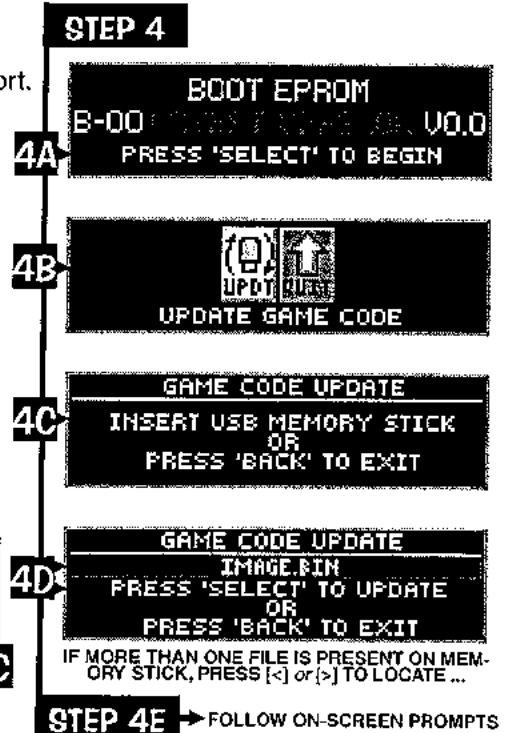 STEP 4
ort.
BOOT EPROM
B-00 V0.0
4A
PRESS 'SELECT' TO BEGIN
4B
UPDT QUIT
UPDATE GAME CODE
GAME CODE UPDATE
4C
INSERT USB MEMORY STICK
OR
PRESS 'BACK' TO EXIT
GAME CODE UPDATE
IMAGE.BIN
4D
PRESS 'SELECT' TO UPDATE
OR
PRESS 'BACK' TO EXIT
C
IF MORE THAN ONE FILE IS PRESENT ON MEM-
ORY STICK, PRESS [<] or [>] TO LOCATE ...
STEP 4E FOLLOW ON-SCREEN PROMPTS